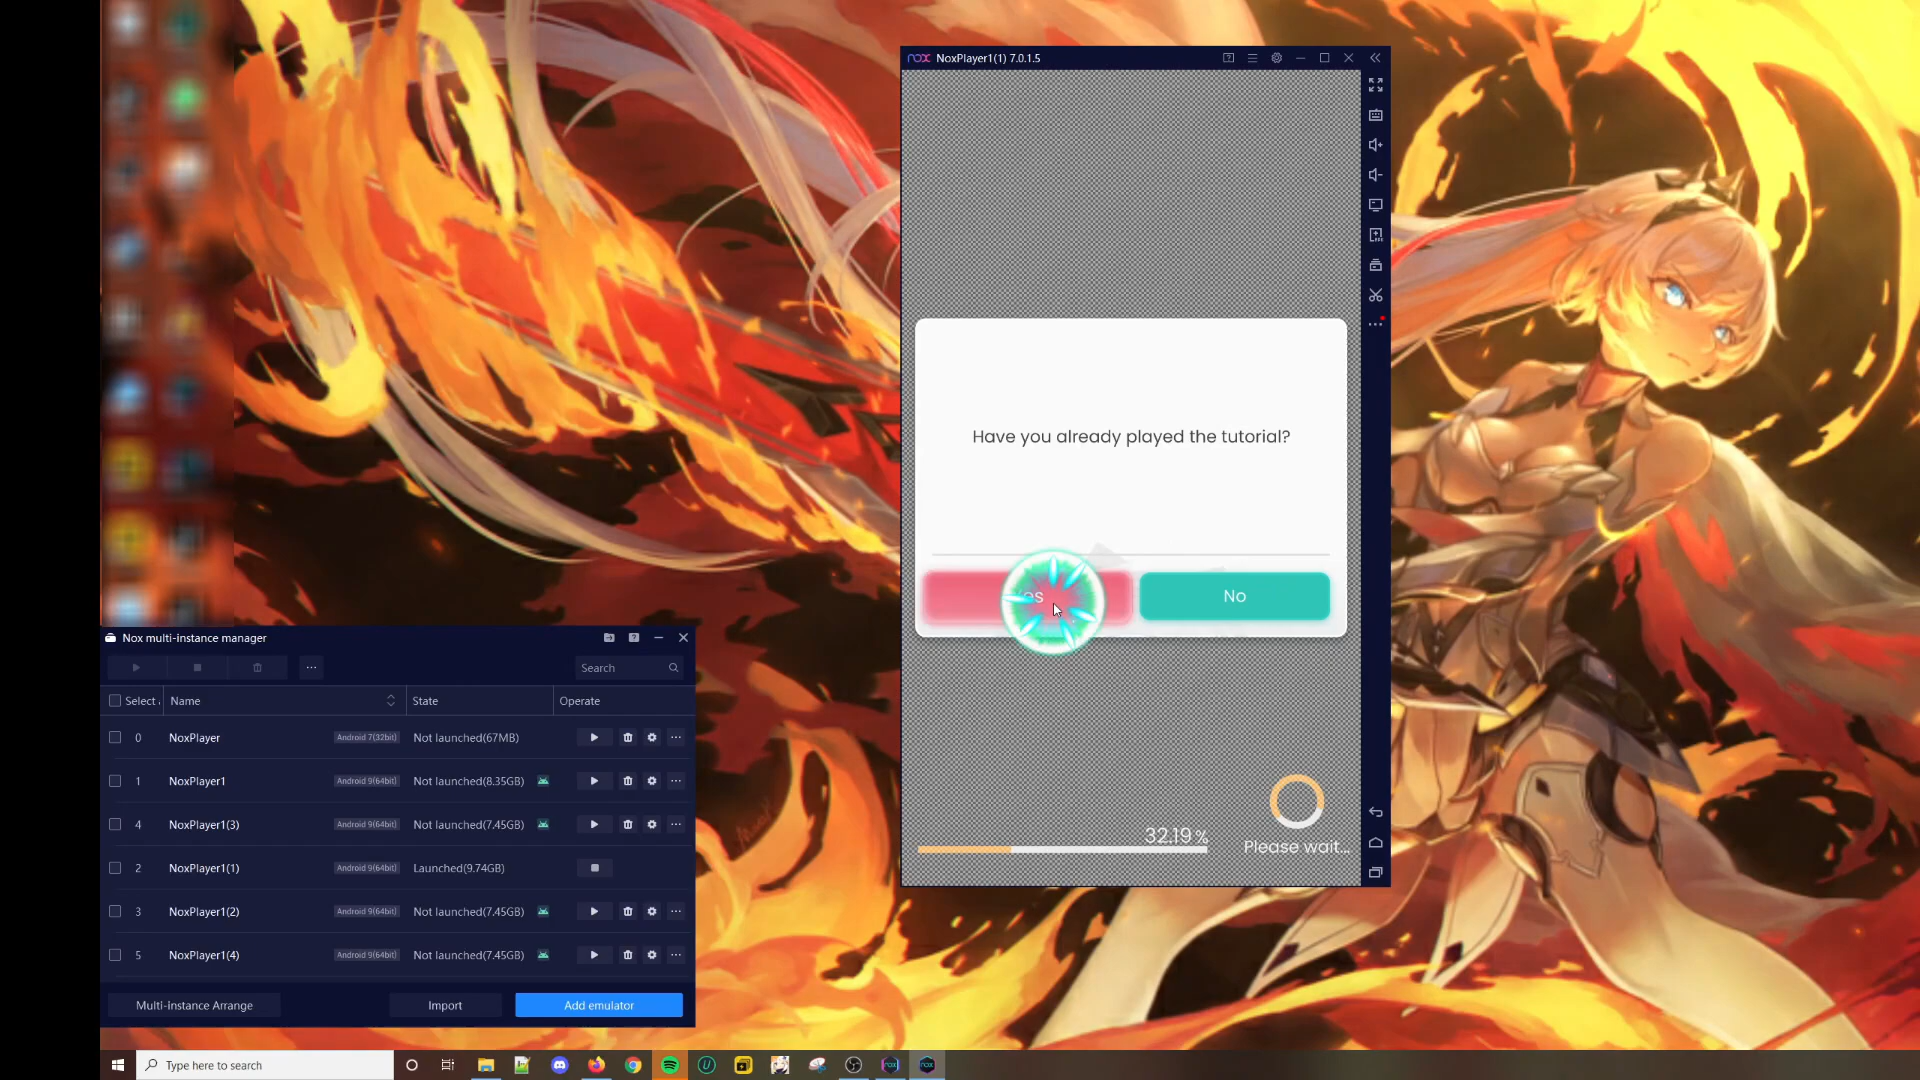 nox NoxPlayer1(1) 7.0.1.5
Have you already played the tutorial?
No
32.19%
Please wait...
Nox multi-instance manager
Search
Select
Name
State
Operate
0 NoxPlayer Android 7(32bit) Not launched(67MB)
1 NoxPlayer1 Android 9(64bit) Not launched(8.35GB)
4 NoxPlayer1(3) Android 9(64bit) Not launched(7.45GB)
2 NoxPlayer1(1) Android 9(64bit) Launched(9.74GB)
3 NoxPlayer1(2) Android 9(64bit) Not launched(7.45GB)
5 NoxPlayer1(4) Android 9(64bit) Not launched(7.45GB)
Multi-instance Arrange
Import
Add emulator
Type here to search